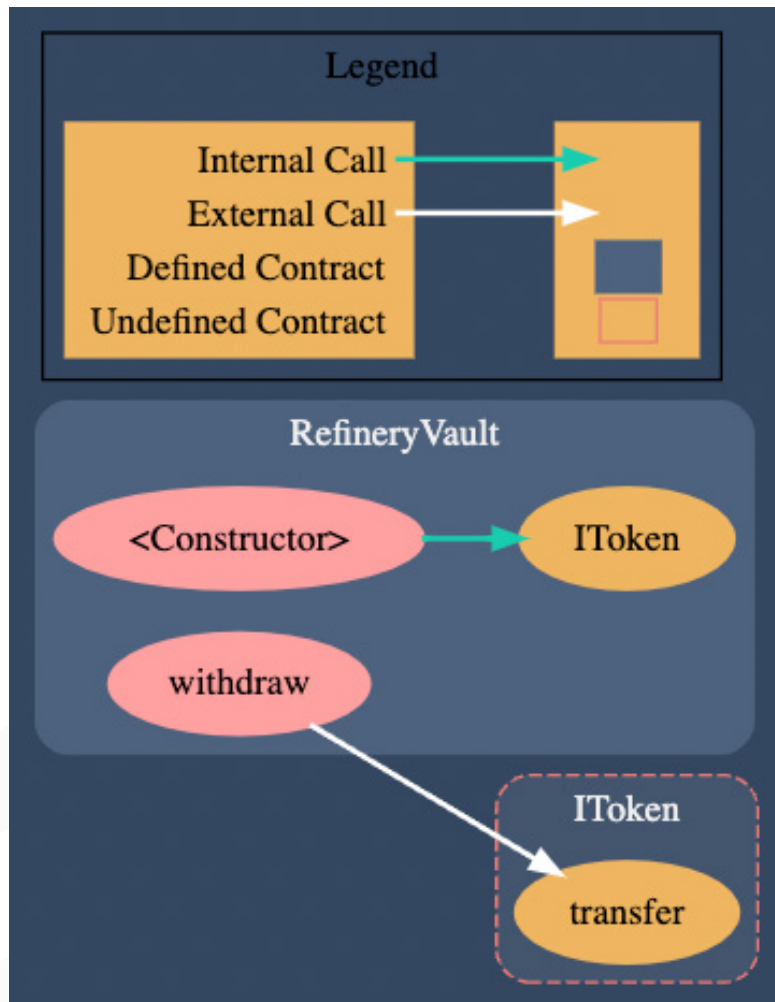 Legend
Internal Call
External Call
Defined Contract
Undefined Contract
RefineryVault
<Constructor>
IToken
withdraw
IToken
transfer